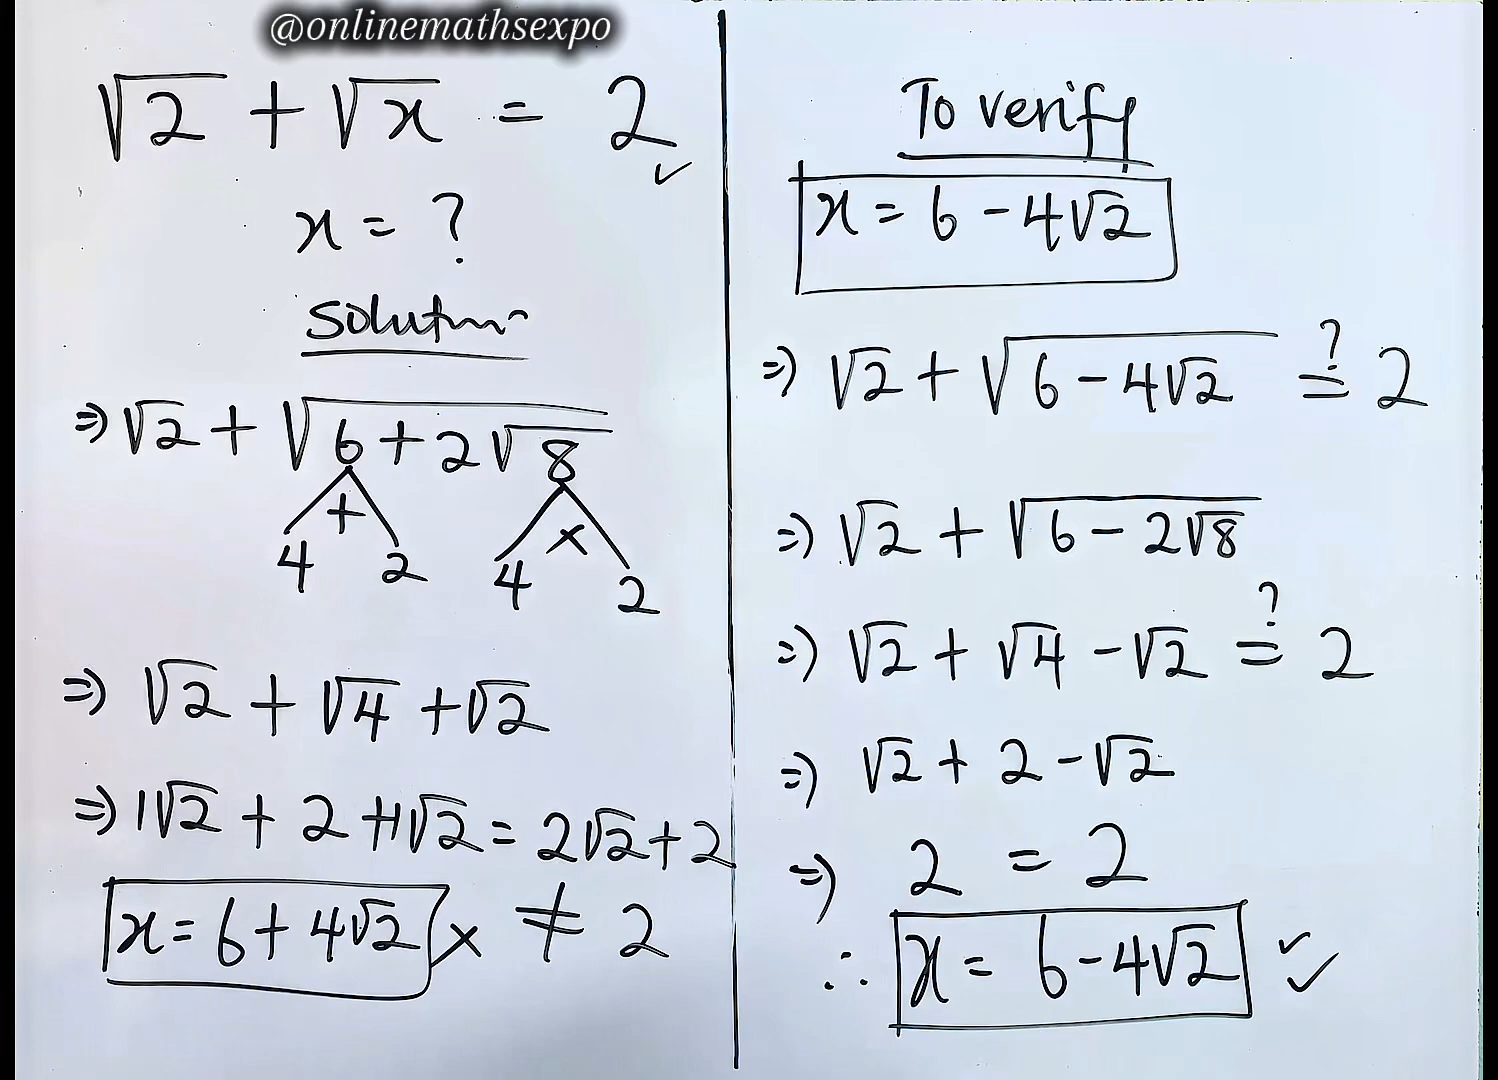 @onlinemathsexpo
√2 + √x = 2 ✓
x = ?
Solution
⇒ √2 + √(6 + 2√8)
+ ×
4 2 4 2
⇒ √2 + √4 + √2
⇒ 1√2 + 2 + 1√2 = 2√2 + 2
x = 6 + 4√2 × ≠ 2
To verify
x = 6 - 4√2
⇒ √2 + √(6 - 4√2) ?= 2
⇒ √2 + √(6 - 2√8)
⇒ √2 + √4 - √2 ?= 2
⇒ √2 + 2 - √2
⇒ 2 = 2
∴ x = 6 - 4√2 ✓✓